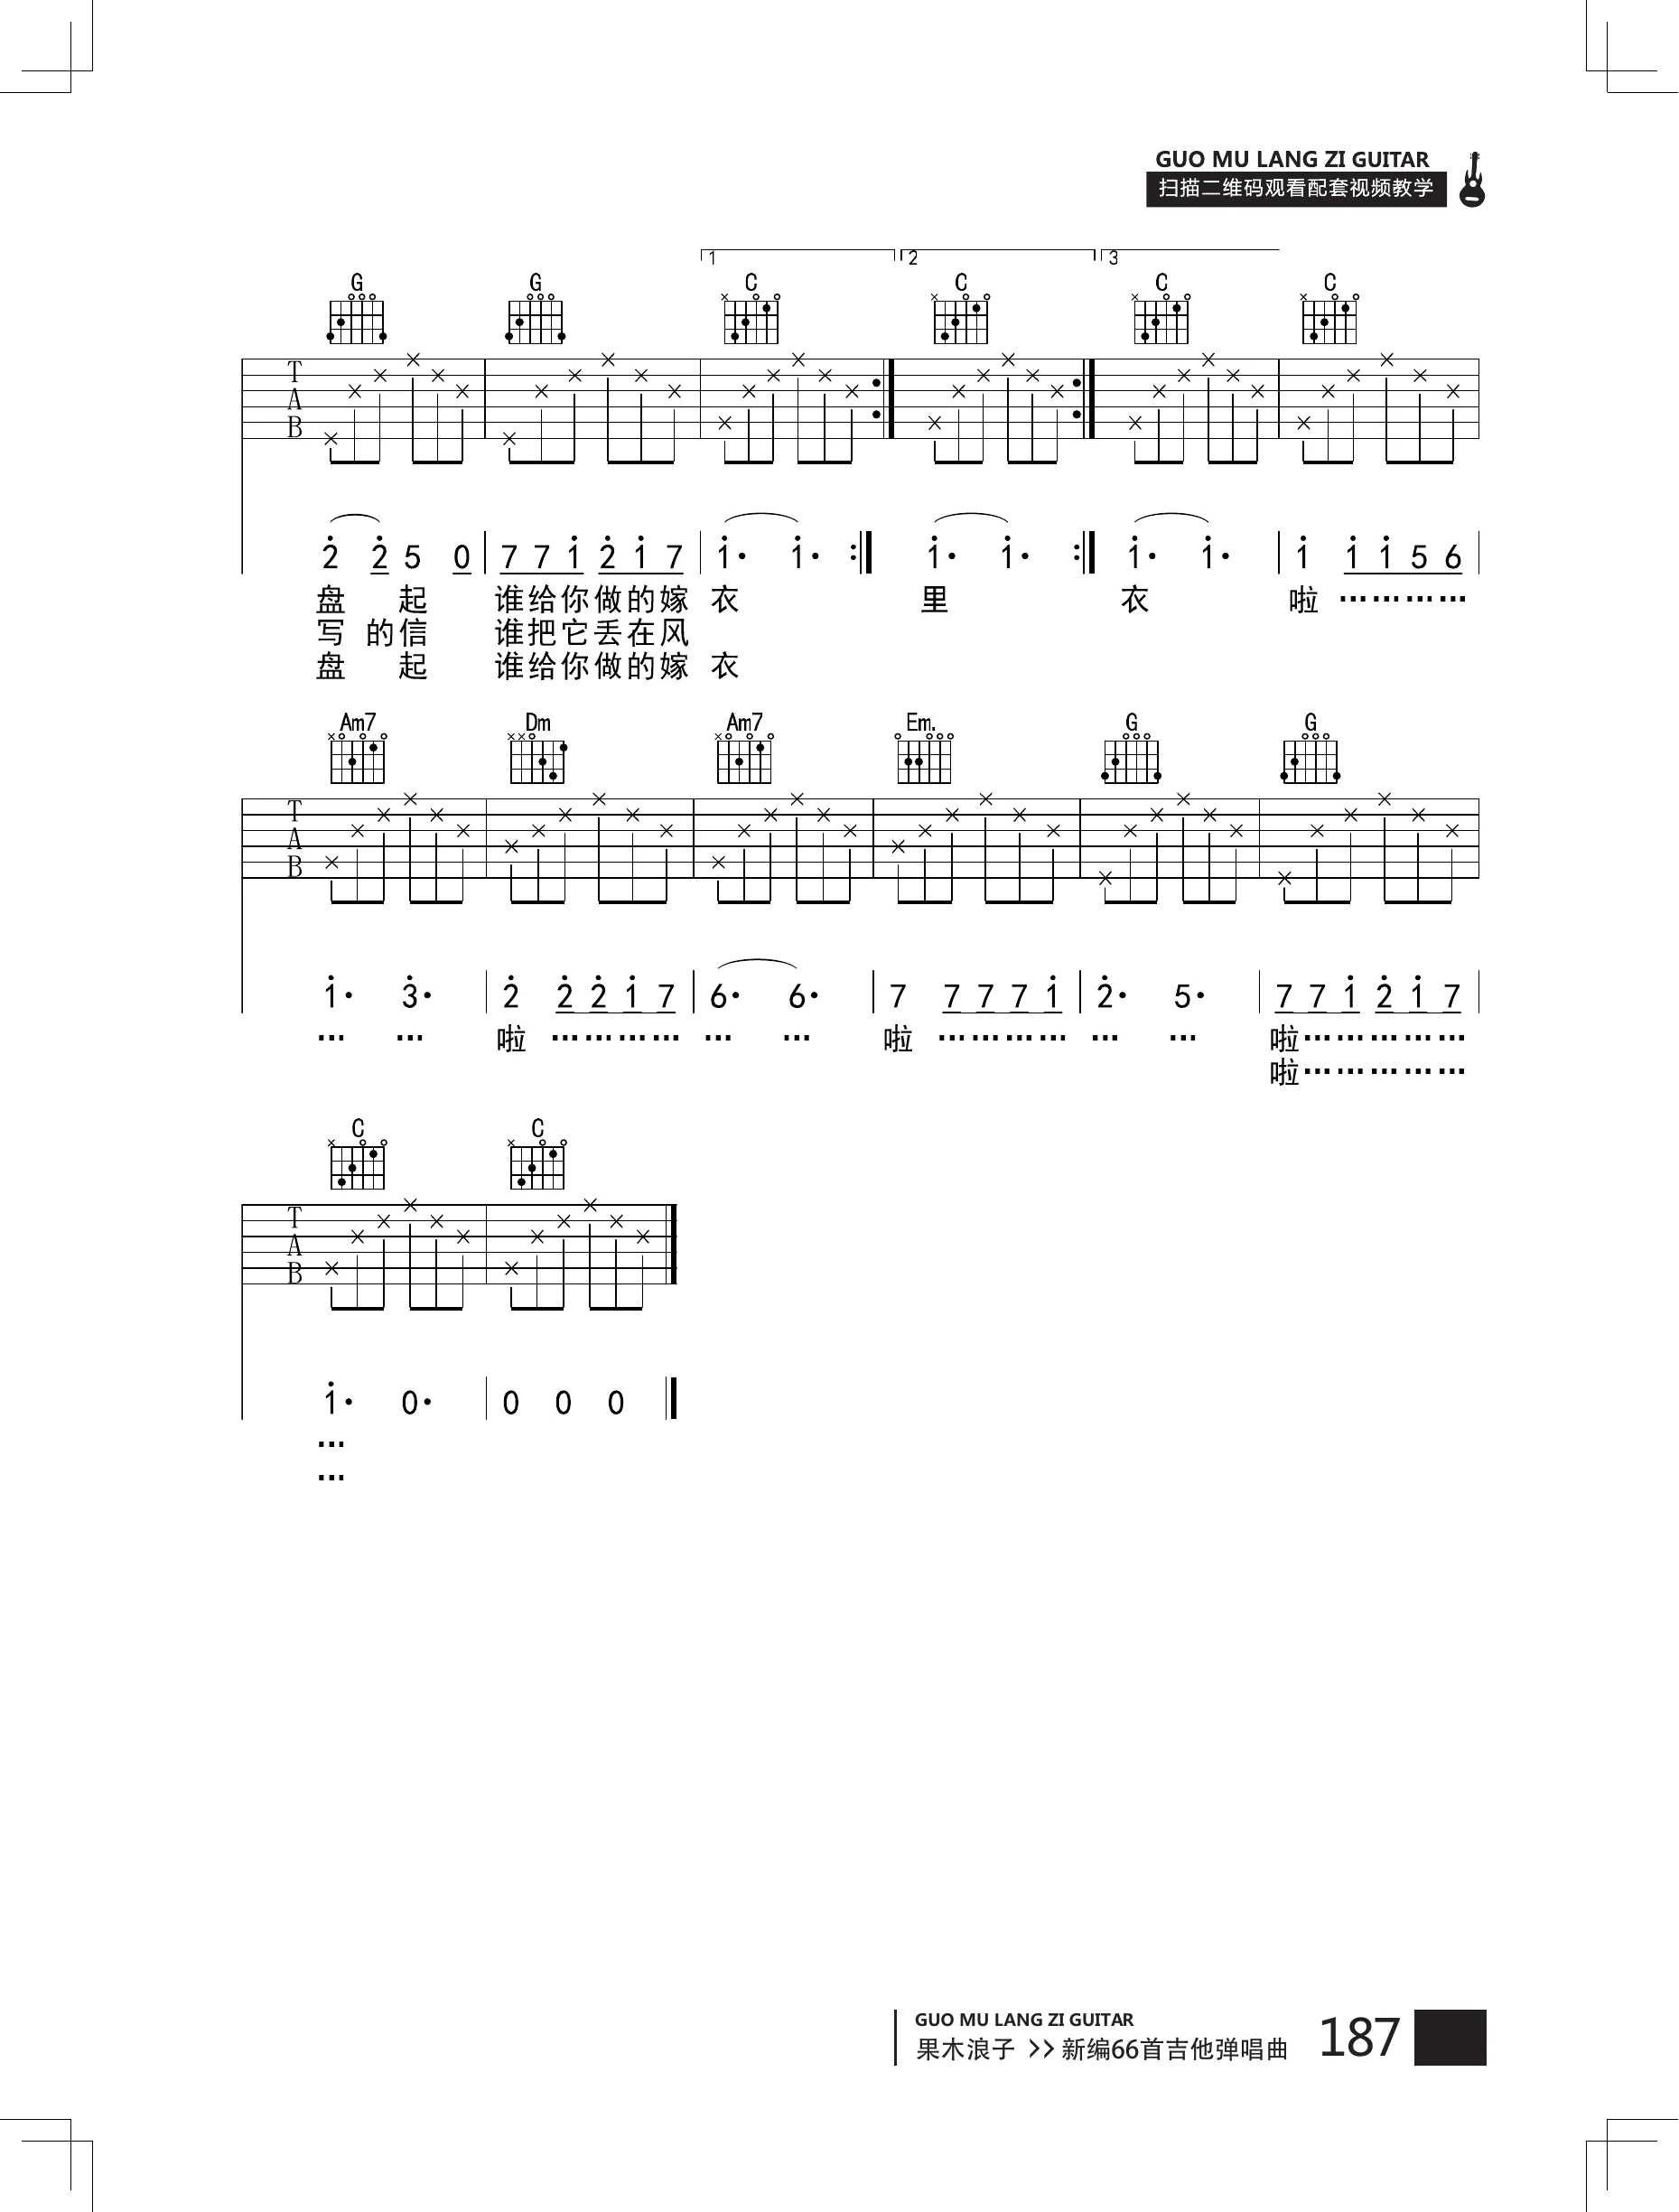 GUO MU LANG ZI GUITAR
扫描二维码观看配套视频教学
1 2 3
G G C C C C
T
A
B
2 2 5 0 7 7 1 2 1 7 1· 1· 1· 1· 1· 1· 1 1 1 5 6
盘 起 谁给你做的嫁 衣 里 衣 啦 …………
写 的信 谁把它丢在风
盘 起 谁给你做的嫁 衣
Am7 Dm Am7 Em. G G
T
A
B
1· 3· 2 2 2 1 7 6· 6· 7 7 7 7 1 2· 5· 7 7 1 2 1 7
… … 啦 ………… … … 啦 ………… … … 啦……………
啦……………
C C
T
A
B
1· 0· 0 0 0
…
…
GUO MU LANG ZI GUITAR
果木浪子 >> 新编66首吉他弹唱曲 187